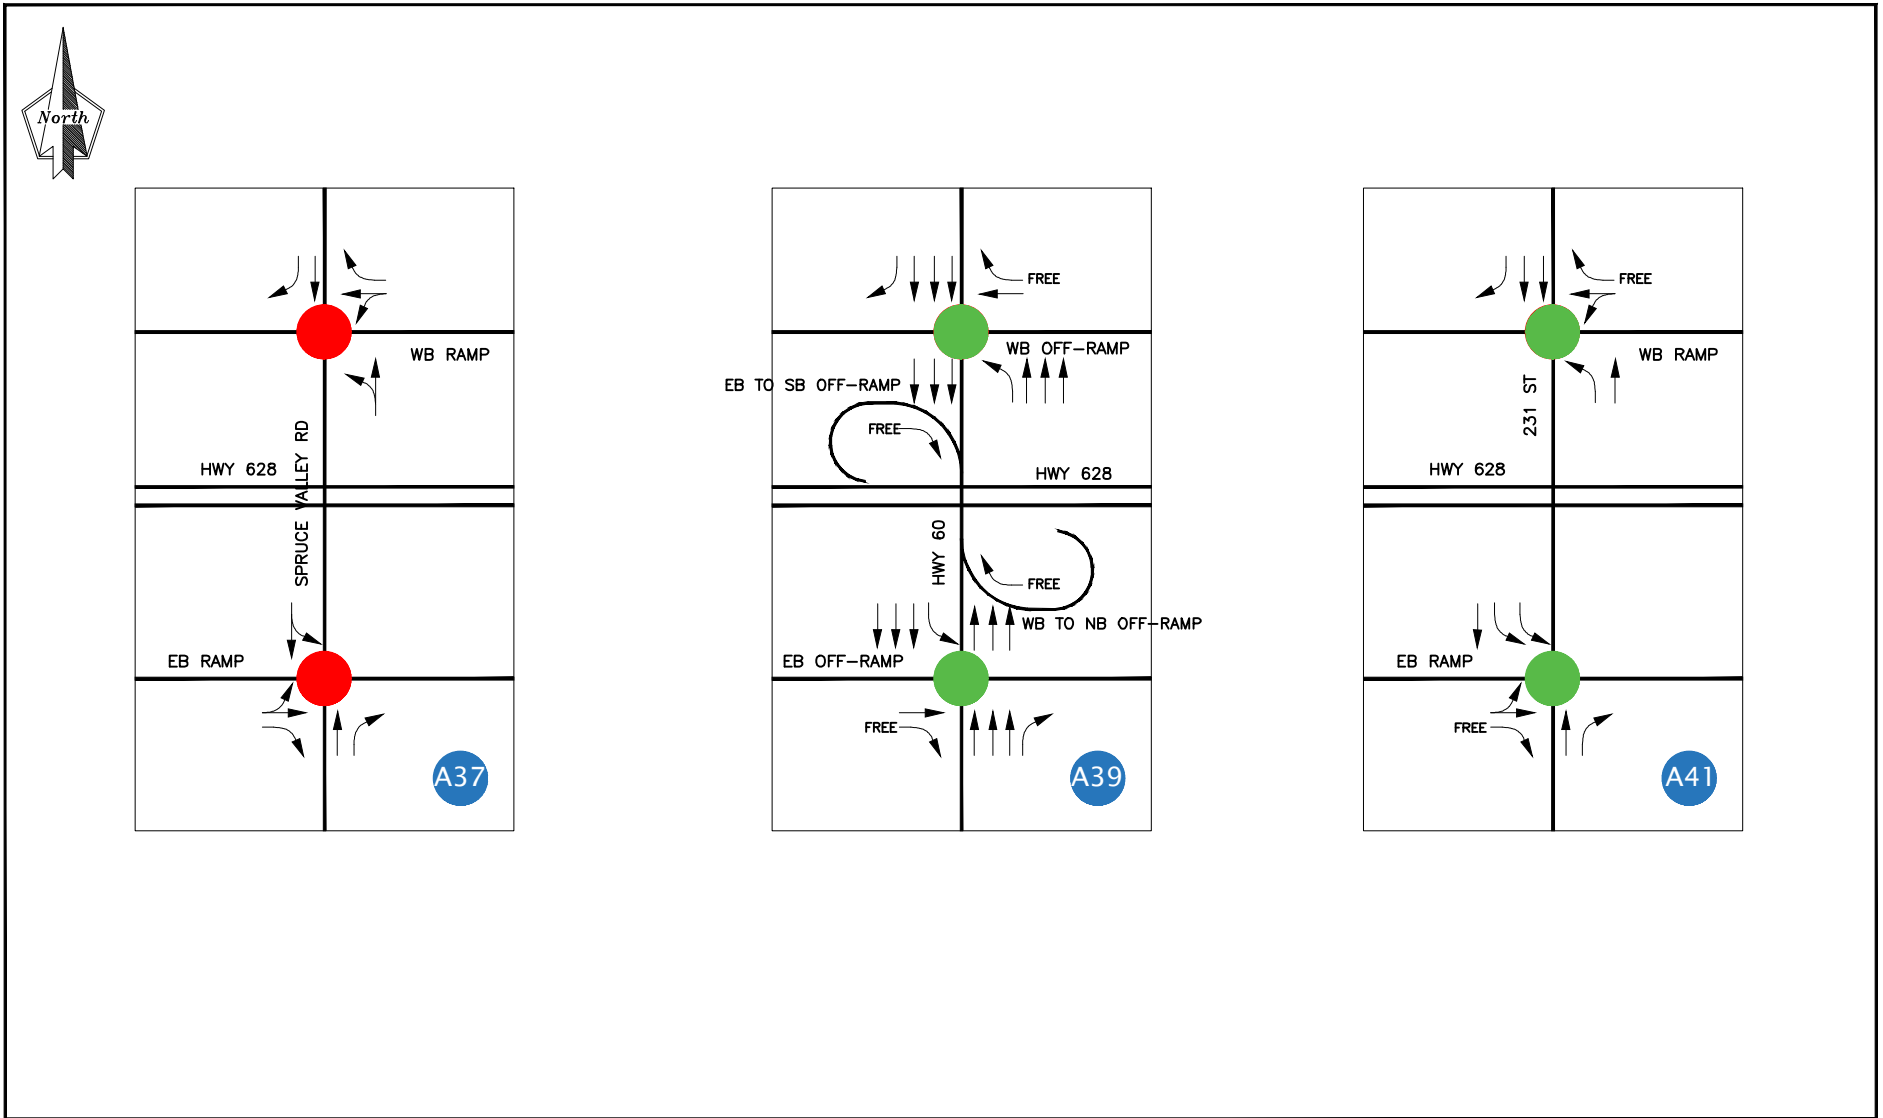 North
WB RAMP
HWY 628
SPRUCE VALLEY RD
EB RAMP
A37
FREE
WB OFF-RAMP
EB TO SB OFF-RAMP
FREE
HWY 628
HWY 60
FREE
WB TO NB OFF-RAMP
EB OFF-RAMP
FREE
A39
FREE
WB RAMP
231 ST
HWY 628
EB RAMP
FREE
A41